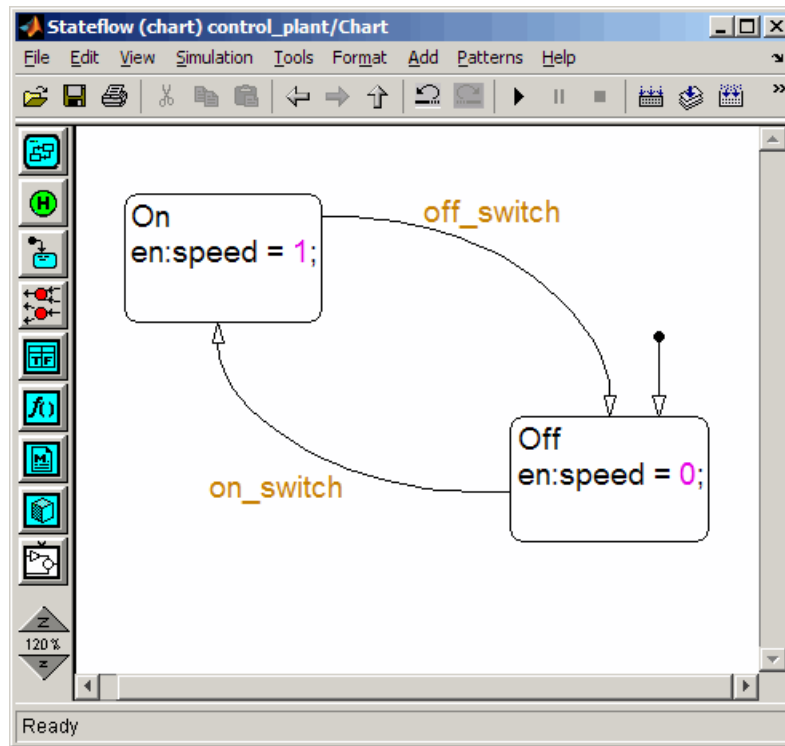 Stateflow (chart) control_plant/Chart
File Edit View Simulation Tools Format Add Patterns Help
H
TF
f()
M
Z
120%
z
On
en:speed = 1;
off_switch
Off
en:speed = 0;
on_switch
Ready